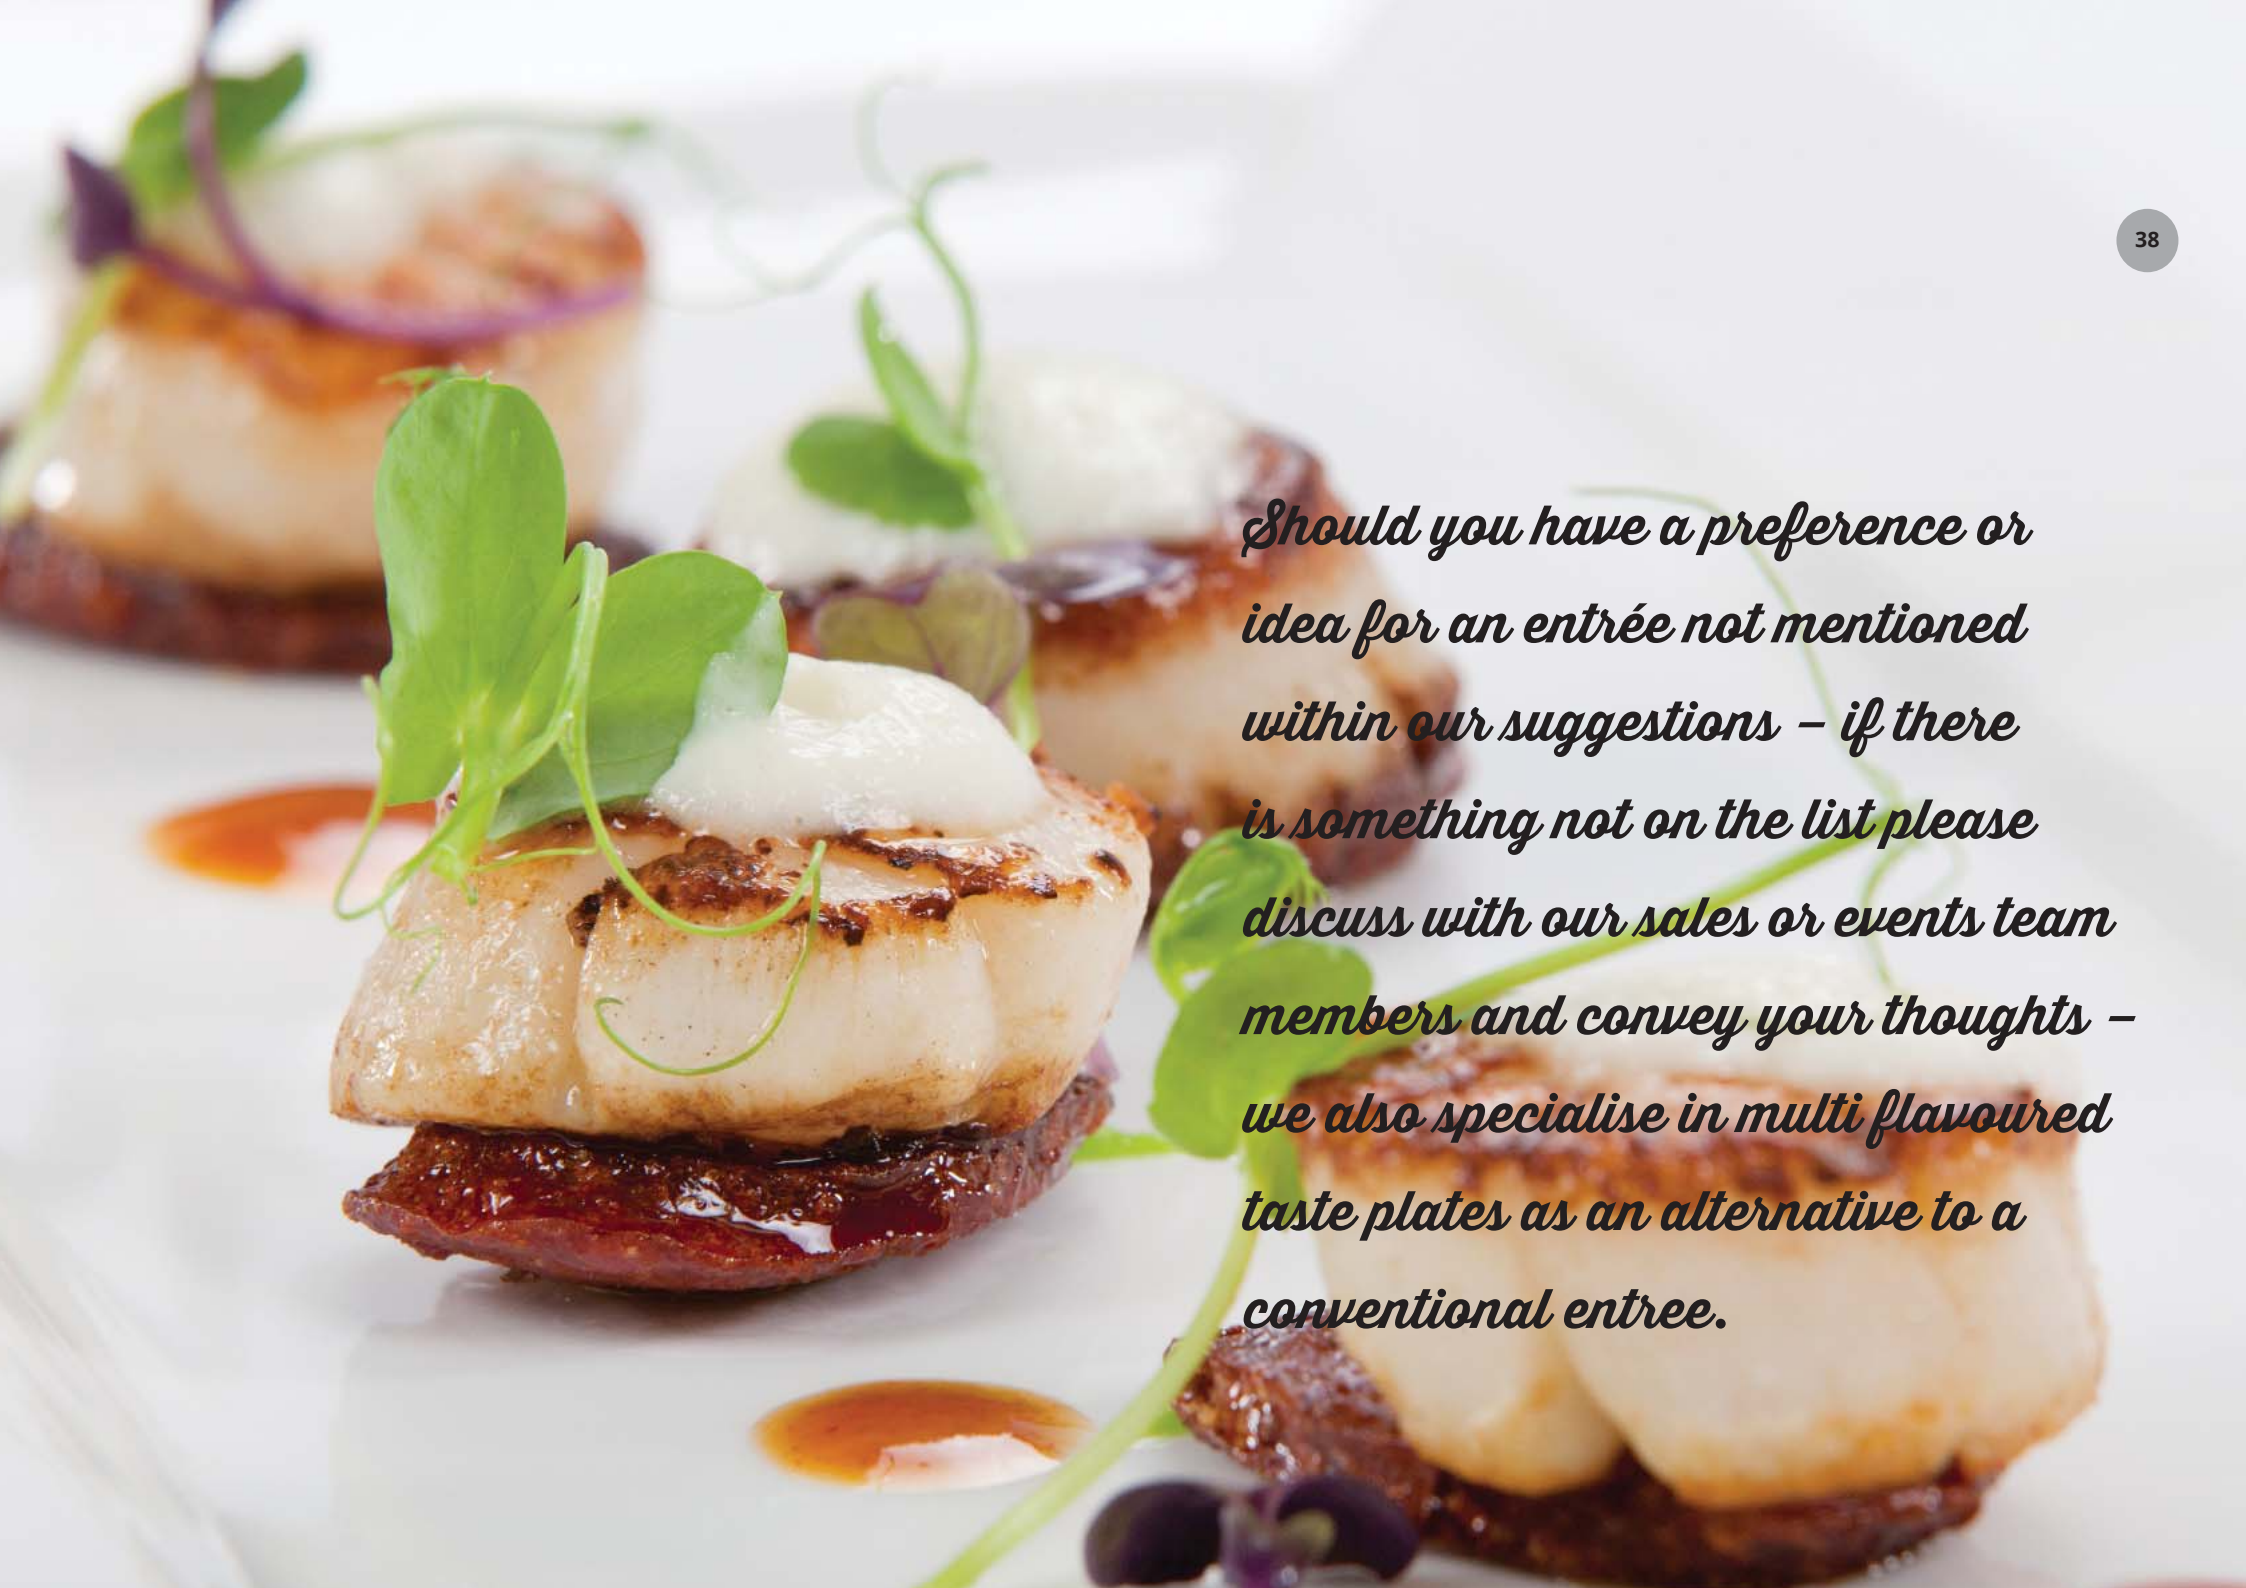 38
Should you have a preference or
idea for an entrée not mentioned
within our suggestions – if there
is something not on the list please
discuss with our sales or events team
members and convey your thoughts –
we also specialise in multi flavoured
taste plates as an alternative to a
conventional entree.